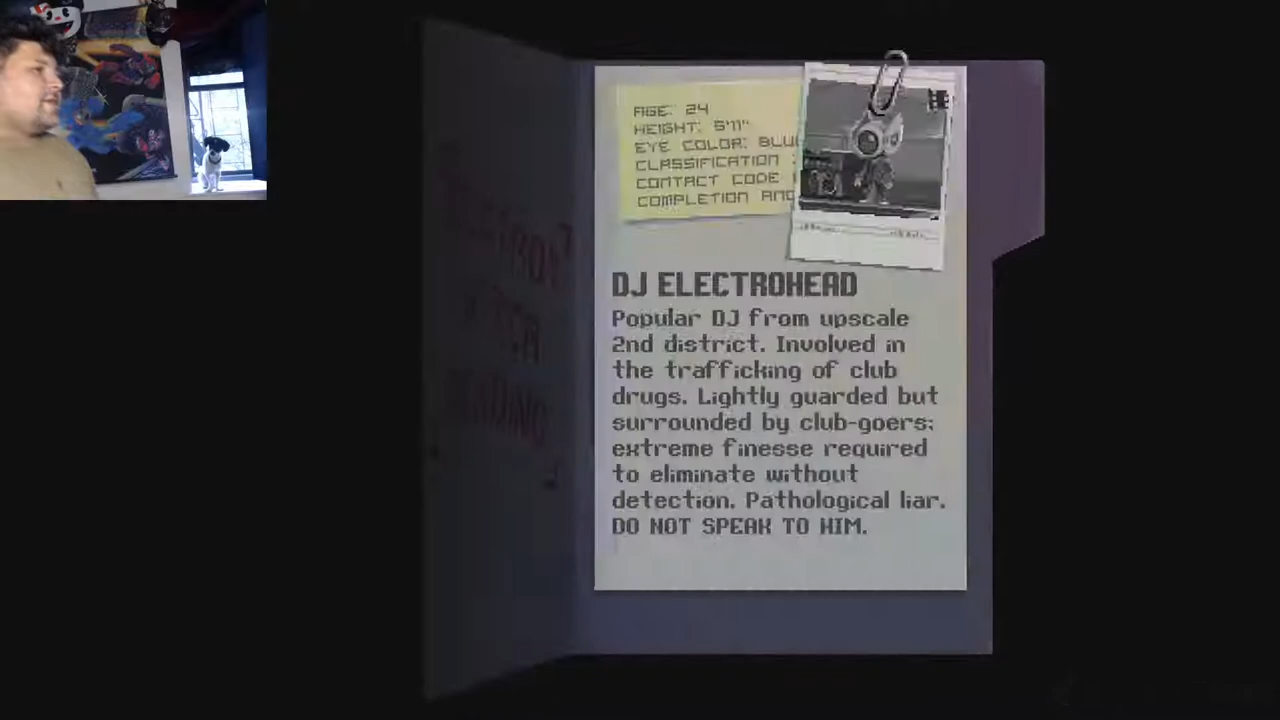 AGE: 24
HEIGHT: 5'11"
EYE COLOR:
CLASSIFICATION
CONTACT CODE
COMPLETION
DJ ELECTROHEAD
Popular DJ from upscale
2nd district. Involved in
the trafficking of club
drugs. Lightly guarded but
surrounded by club-goers;
extreme finesse required
to eliminate without
detection. Pathological liar.
DO NOT SPEAK TO HIM.